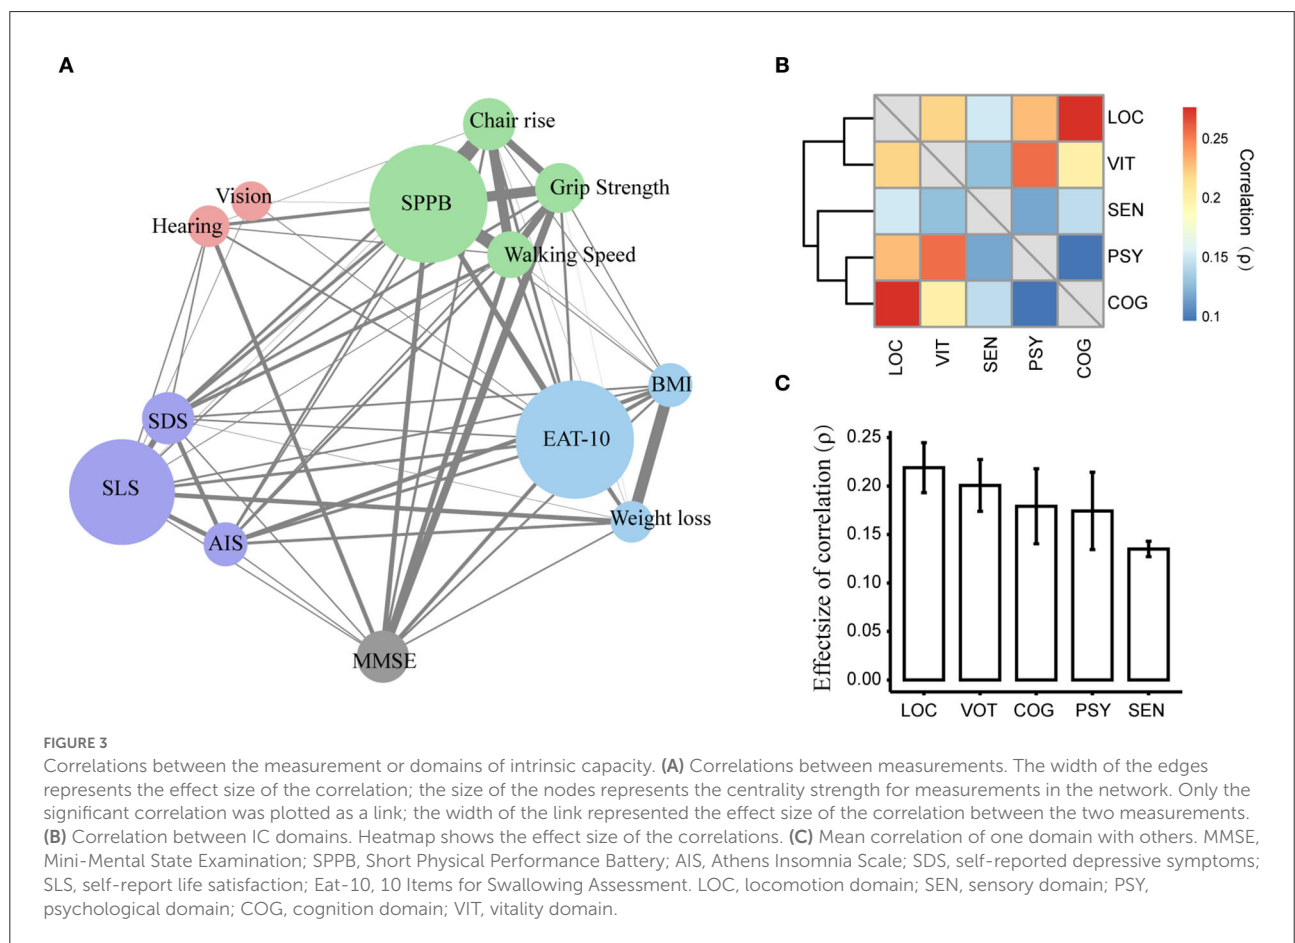 A
Chair rise
Grip Strength
SPPB
Vision
Hearing
Walking Speed
BMI
SDS
EAT-10
SLS
Weight loss
AIS
MMSE
B
LOC
VIT
SEN
PSY
COG
LOC
VIT
SEN
PSY
COG
0.25
0.2
0.15
0.1
Correlation (ρ)
C
Effectsize of correlation (ρ)
0.25
0.20
0.15
0.10
0.05
0.00
LOC
VOT
COG
PSY
SEN
FIGURE 3
Correlations between the measurement or domains of intrinsic capacity. (A) Correlations between measurements. The width of the edges
represents the effect size of the correlation; the size of the nodes represents the centrality strength for measurements in the network. Only the
significant correlation was plotted as a link; the width of the link represented the effect size of the correlation between the two measurements.
(B) Correlation between IC domains. Heatmap shows the effect size of the correlations. (C) Mean correlation of one domain with others. MMSE,
Mini-Mental State Examination; SPPB, Short Physical Performance Battery; AIS, Athens Insomnia Scale; SDS, self-reported depressive symptoms;
SLS, self-report life satisfaction; Eat-10, 10 Items for Swallowing Assessment. LOC, locomotion domain; SEN, sensory domain; PSY,
psychological domain; COG, cognition domain; VIT, vitality domain.